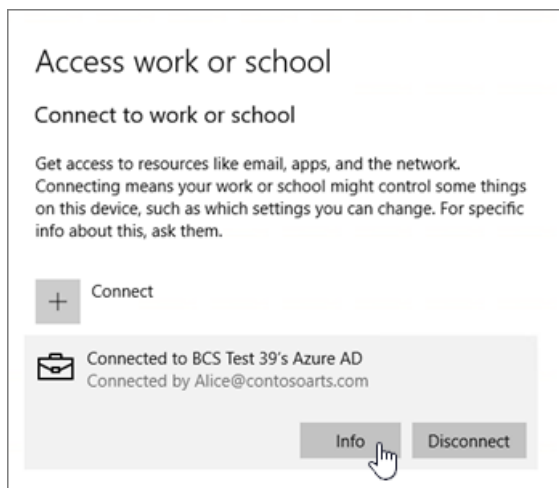 Access work or school
Connect to work or school
Get access to resources like email, apps, and the network.
Connecting means your work or school might control some things
on this device, such as which settings you can change. For specific
info about this, ask them.
Connect
Connected to BCS Test 39's Azure AD
Connected by Alice@contosoarts.com
Info
Disconnect